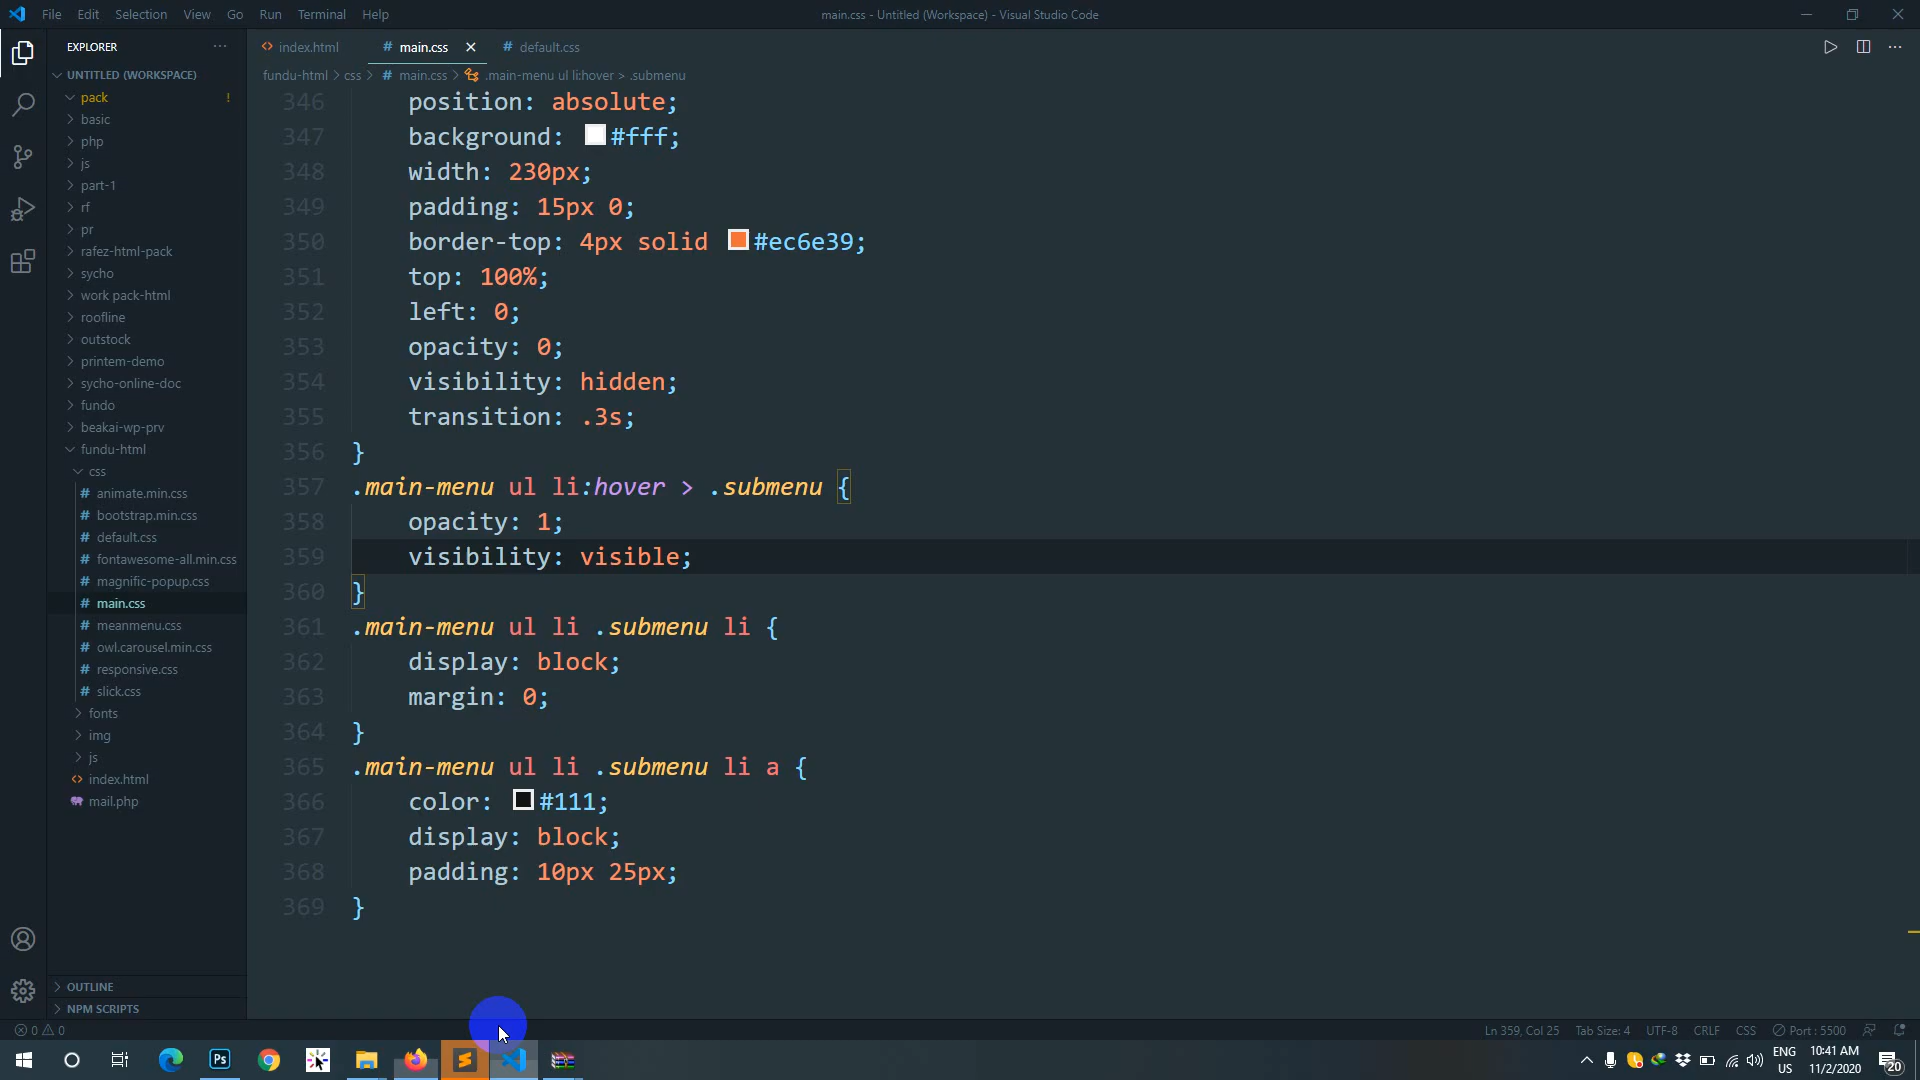 File Edit Selection View Go Run Terminal Help
main.css - Untitled (Workspace) - Visual Studio Code
EXPLORER
UNTITLED (WORKSPACE)
pack !
basic
php
js
part-1
rf
pr
rafez-html-pack
sycho
work pack-html
roofline
outstock
printem-demo
sycho-online-doc
fundo
beakai-wp-prv
fundu-html
css
# animate.min.css
# bootstrap.min.css
# default.css
# fontawesome-all.min.css
# magnific-popup.css
# main.css
# meanmenu.css
# owl.carousel.min.css
# responsive.css
# slick.css
fonts
img
js
<> index.html
mail.php
OUTLINE
NPM SCRIPTS
<> index.html # main.css # default.css
fundu-html > css > # main.css > .main-menu ul li:hover > .submenu
346 position: absolute;
347 background: #fff;
348 width: 230px;
349 padding: 15px 0;
350 border-top: 4px solid #ec6e39;
351 top: 100%;
352 left: 0;
353 opacity: 0;
354 visibility: hidden;
355 transition: .3s;
356 }
357 .main-menu ul li:hover > .submenu {
358 opacity: 1;
359 visibility: visible;
360 }
361 .main-menu ul li .submenu li {
362 display: block;
363 margin: 0;
364 }
365 .main-menu ul li .submenu li a {
366 color: #111;
367 display: block;
368 padding: 10px 25px;
369 }
0 0
Ln 359, Col 25 Tab Size: 4 UTF-8 CRLF CSS Port : 5500
Ps
ENG
US
10:41 AM
11/2/2020
20